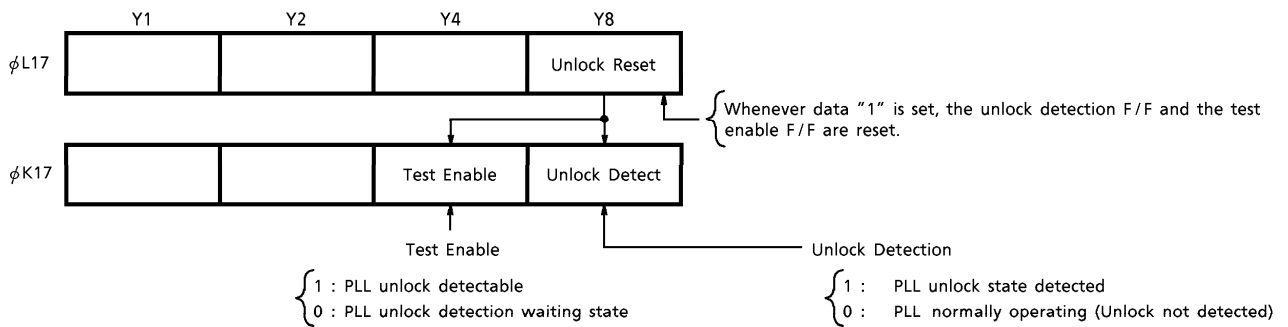 Y1 Y2 Y4 Y8
ϕL17 Unlock Reset
Whenever data "1" is set, the unlock detection F/F and the test
enable F/F are reset.
ϕK17 Test Enable Unlock Detect
Test Enable Unlock Detection
1 : PLL unlock detectable 1 : PLL unlock state detected
0 : PLL unlock detection waiting state 0 : PLL normally operating (Unlock not detected)